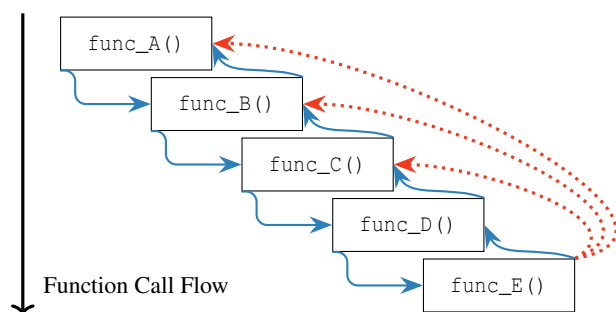 func_A()
func_B()
func_C()
func_D()
func_E()
Function Call Flow